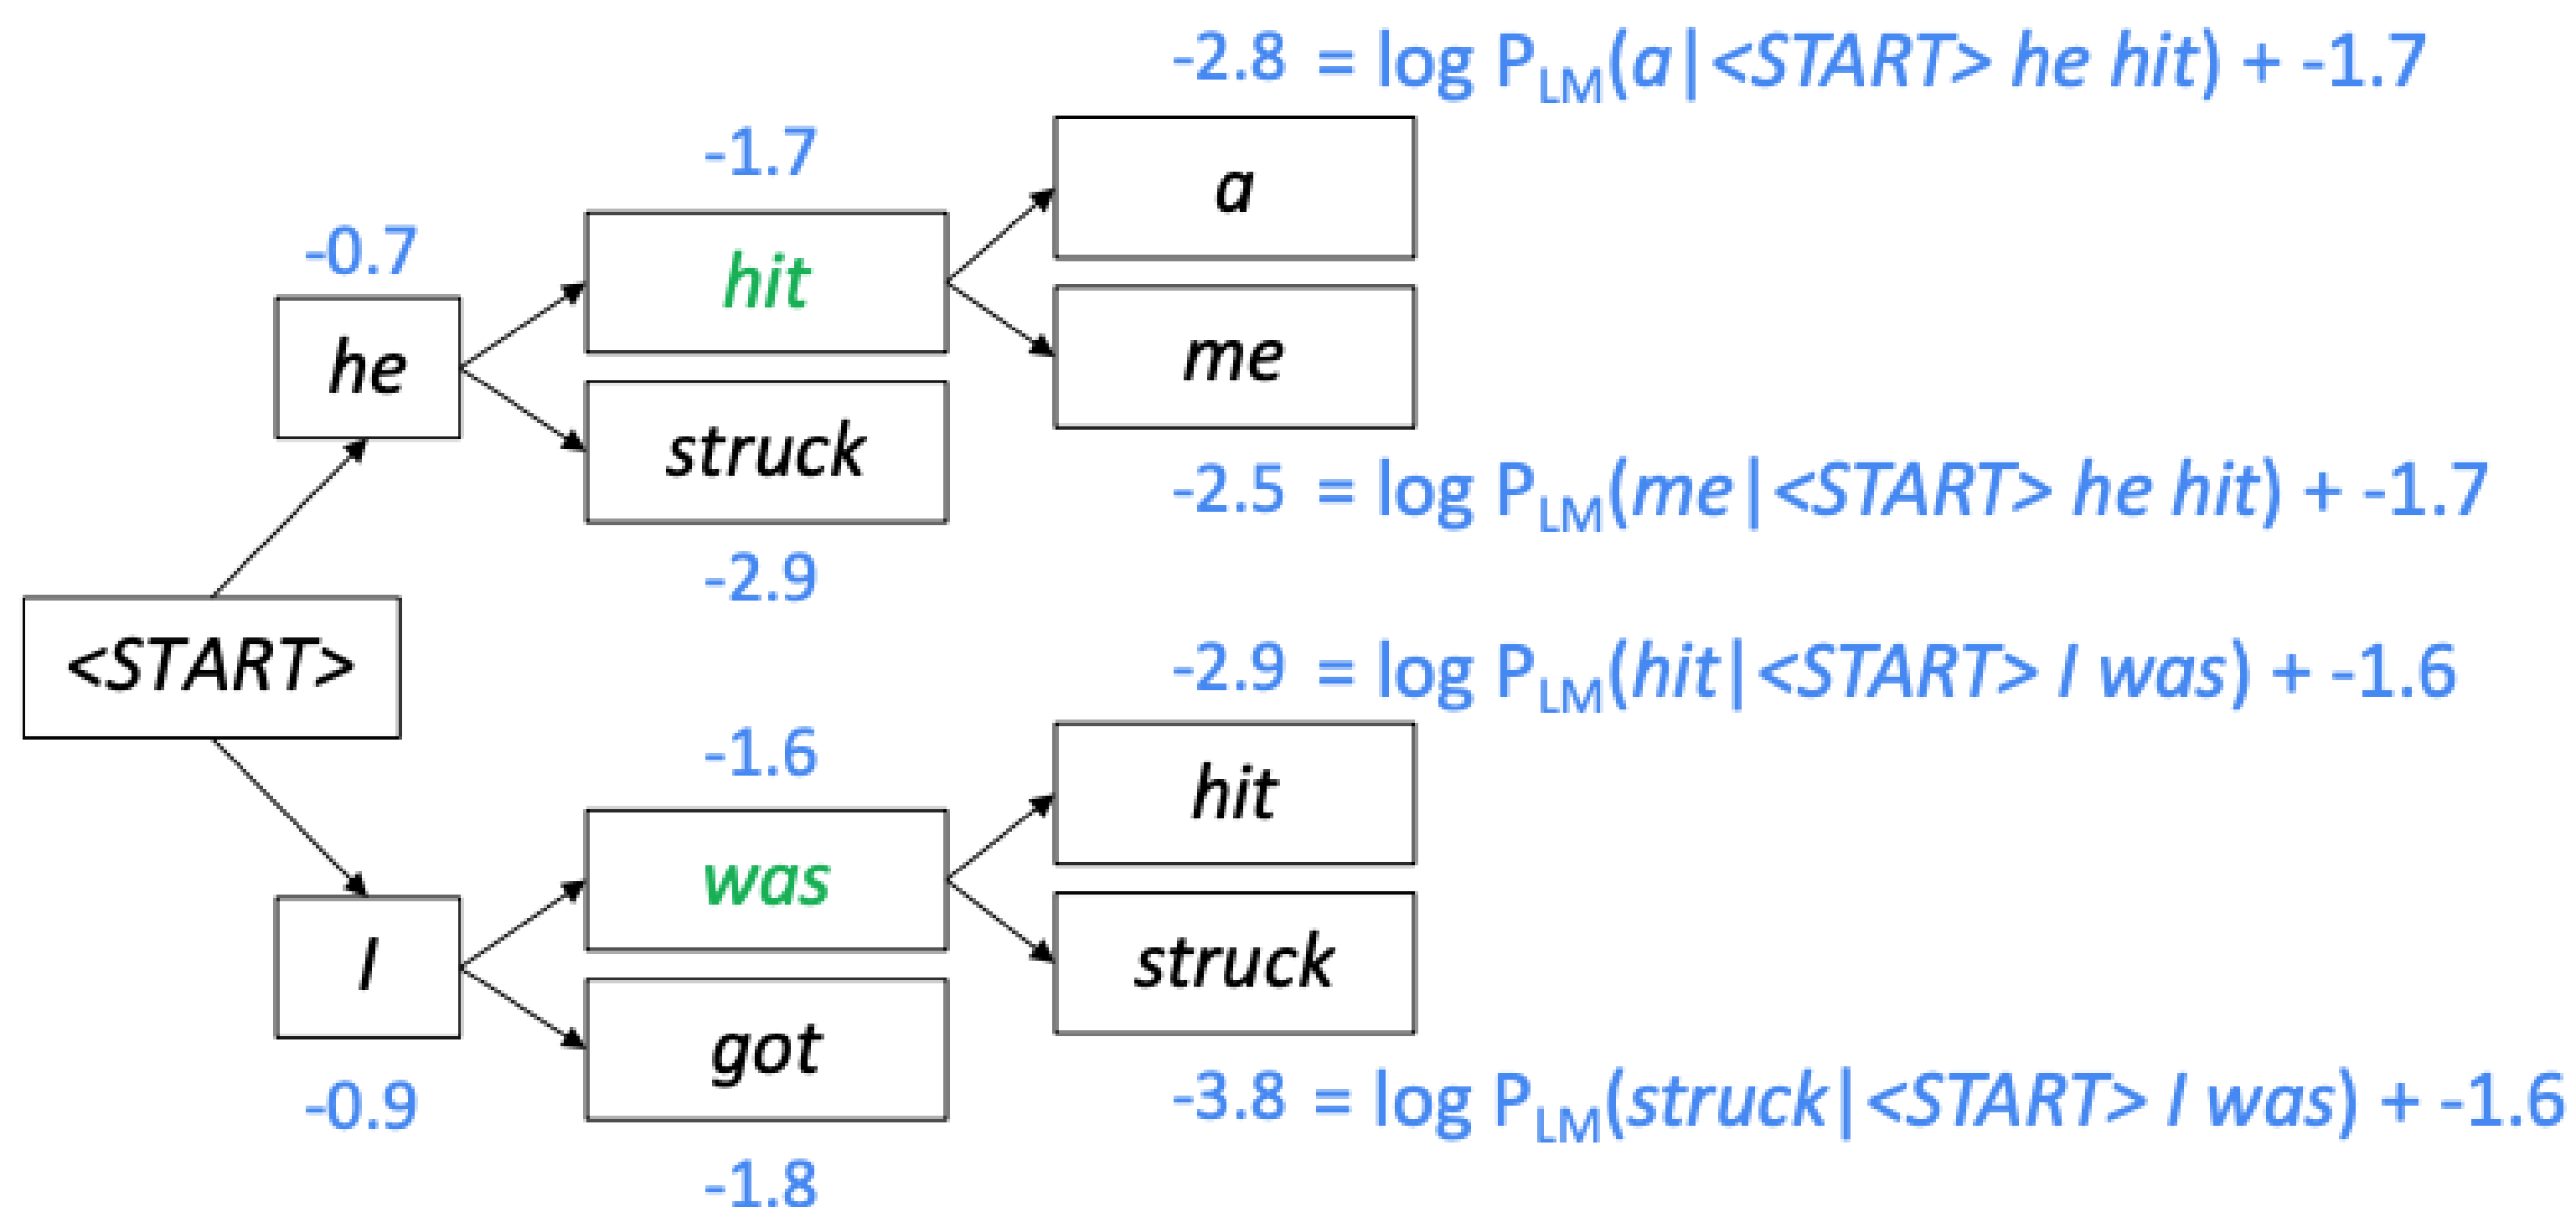 -2.8 = log P_LM(a|<START> he hit) + -1.7
-1.7
a
-0.7
hit
he
me
struck
-2.5 = log P_LM(me|<START> he hit) + -1.7
-2.9
<START>
-2.9 = log P_LM(hit|<START> I was) + -1.6
-1.6
hit
was
I
struck
got
-0.9
-3.8 = log P_LM(struck|<START> I was) + -1.6
-1.8